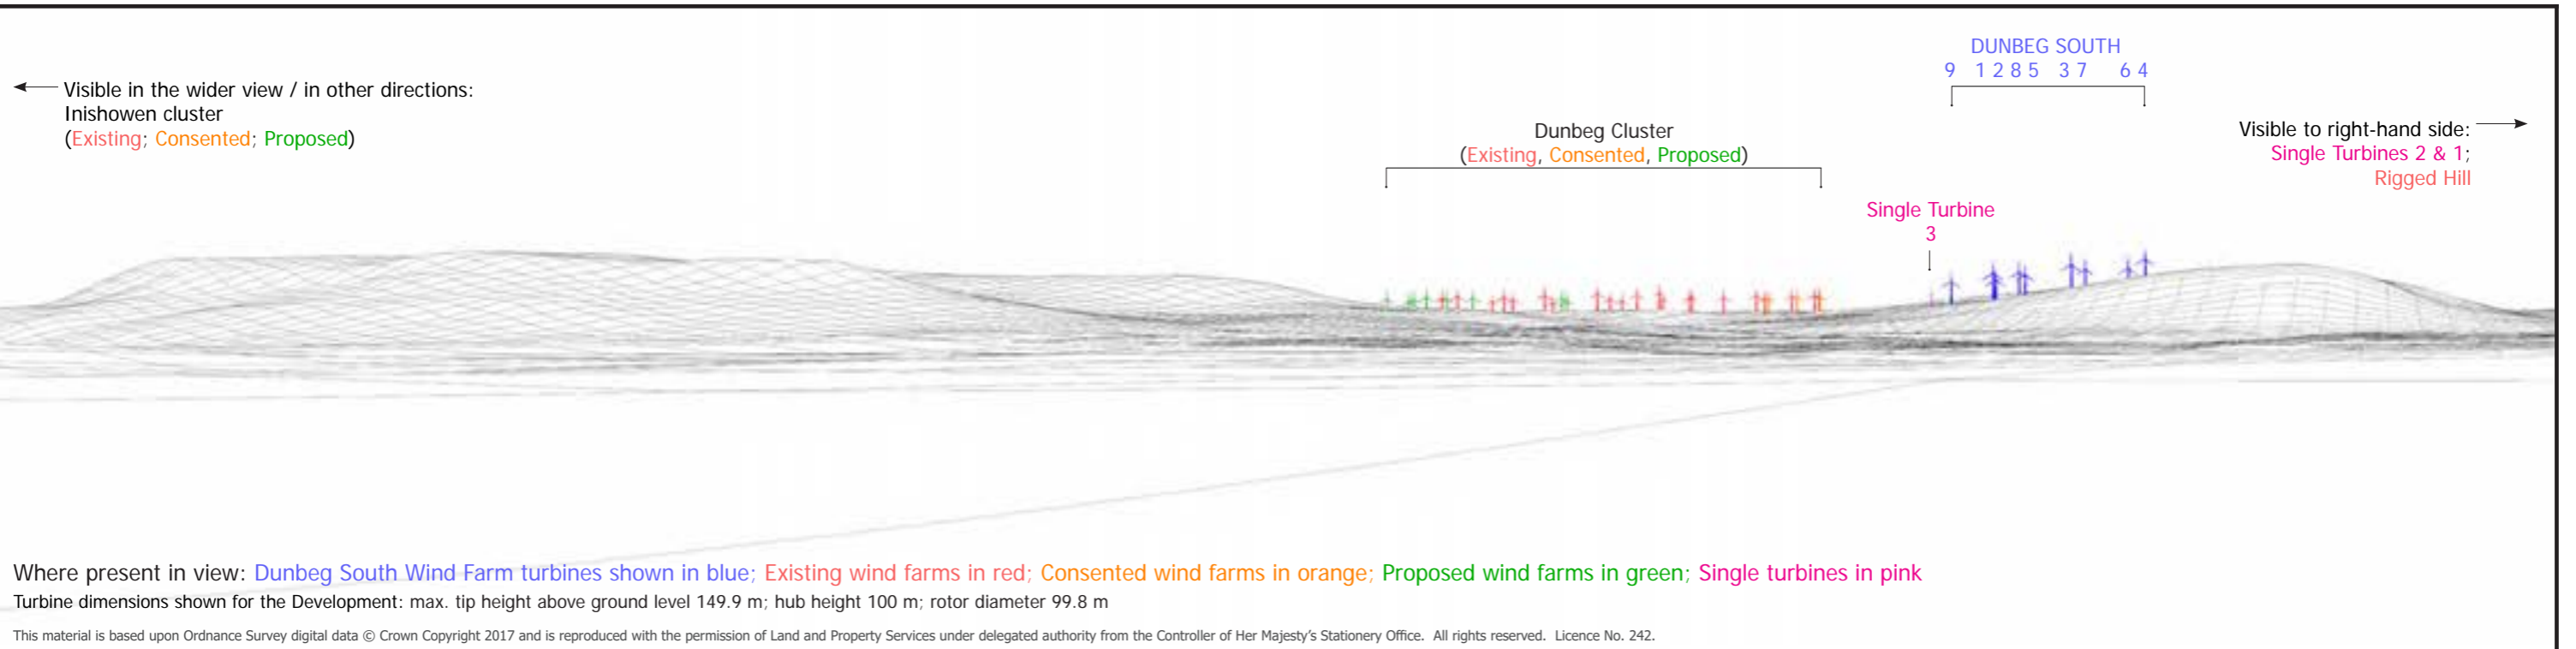 Visible in the wider view / in other directions:
Inishowen cluster
(Existing; Consented; Proposed)
Dunbeg Cluster
(Existing, Consented, Proposed)
Single Turbine
3
DUNBEG SOUTH
9 1 2 8 5 3 7 6 4
Visible to right-hand side:
Single Turbines 2 & 1;
Rigged Hill
Where present in view: Dunbeg South Wind Farm turbines shown in blue; Existing wind farms in red; Consented wind farms in orange; Proposed wind farms in green; Single turbines in pink
Turbine dimensions shown for the Development: max. tip height above ground level 149.9 m; hub height 100 m; rotor diameter 99.8 m
This material is based upon Ordnance Survey digital data © Crown Copyright 2017 and is reproduced with the permission of Land and Property Services under delegated authority from the Controller of Her Majesty's Stationery Office. All rights reserved. Licence No. 242.